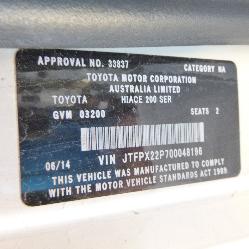 APPROVAL NO. 33837 CATEGORY NA
TOYOTA MOTOR CORPORATION
AUSTRALIA LIMITED
TOYOTA HIACE 200 SER
GVM 03200 SEATS 2
06/14
VIN JTFPX22P700048196
THIS VEHICLE WAS MANUFACTURED TO COMPLY
WITH THE MOTOR VEHICLE STANDARDS ACT 1989